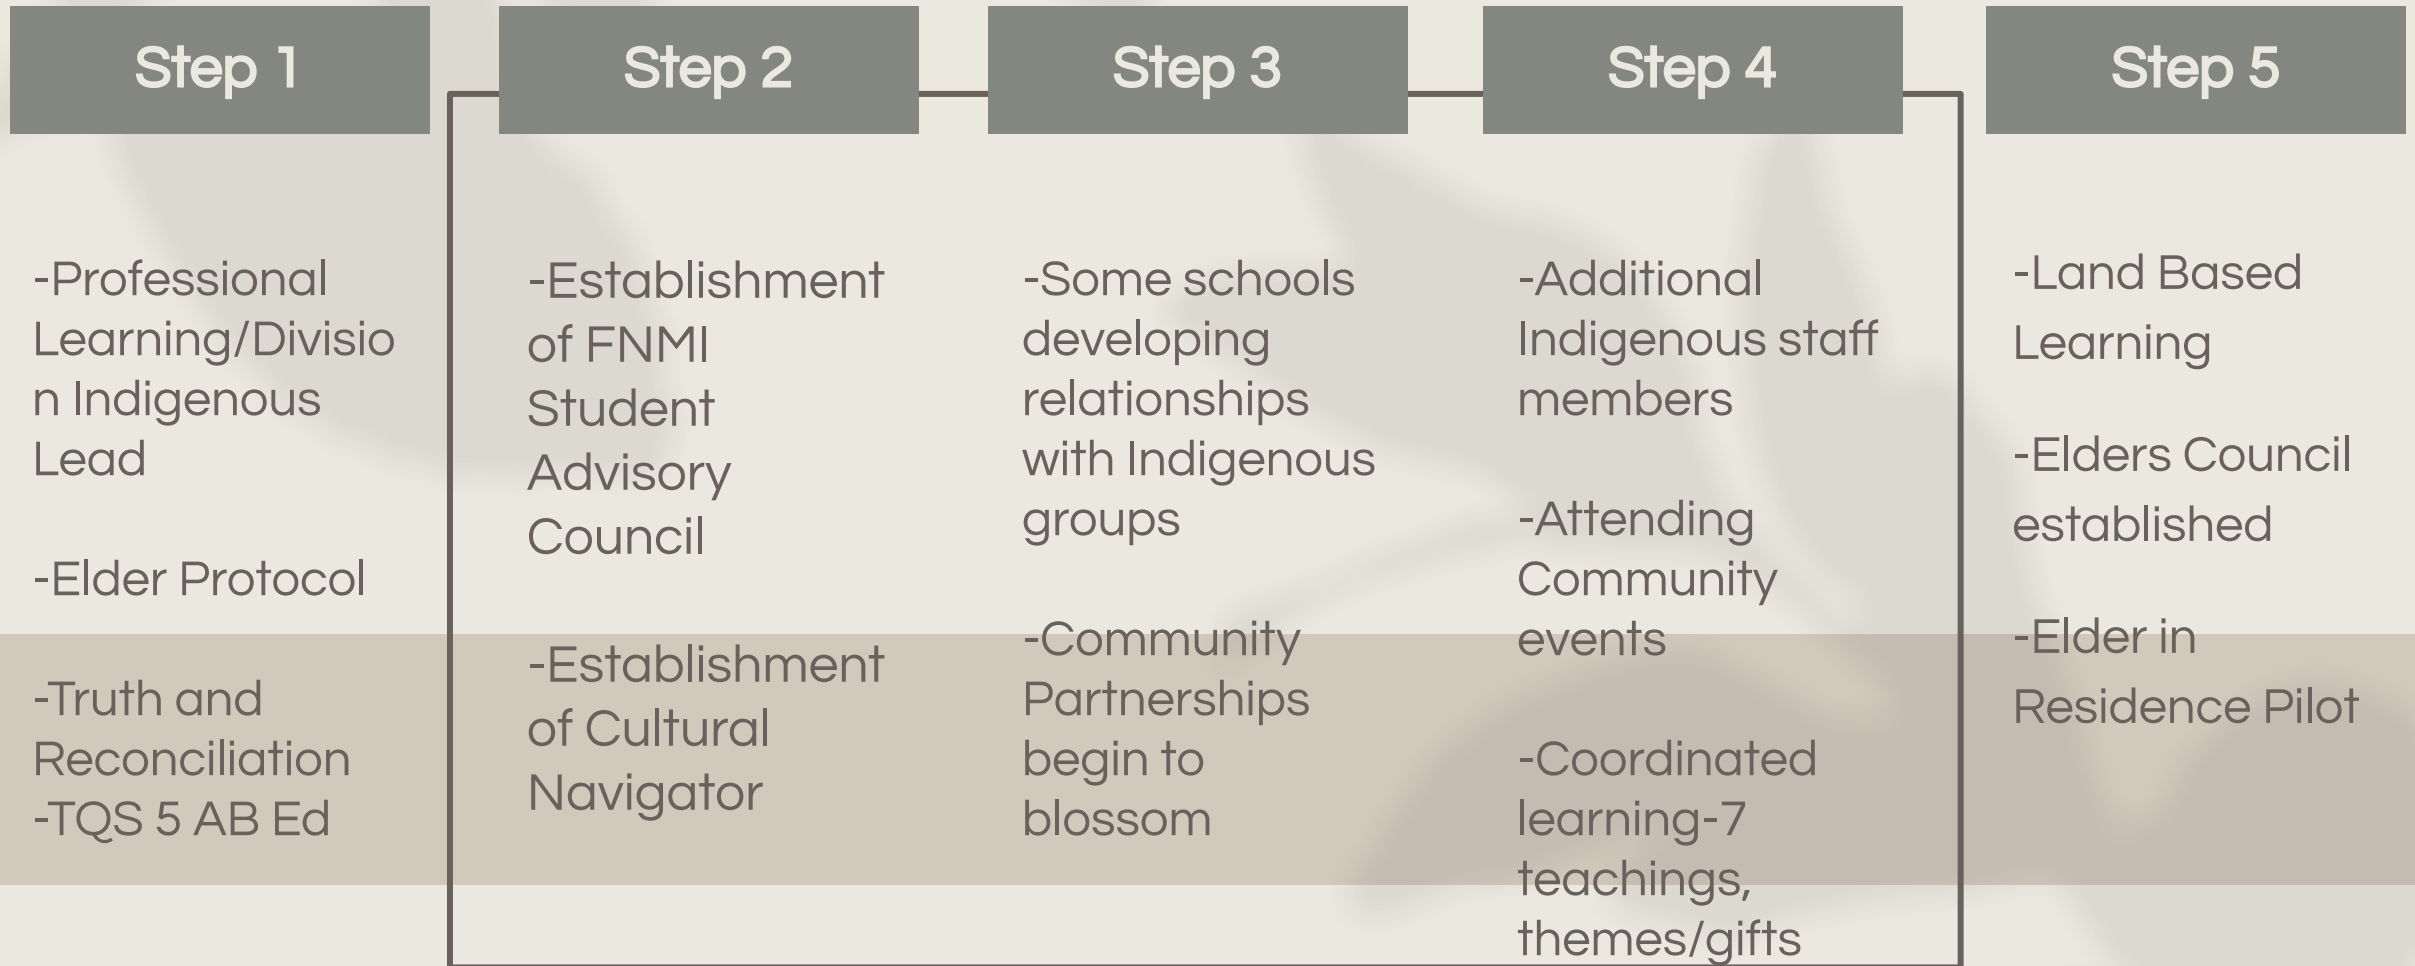 Step 1
-Professional
Learning/Divisio
n Indigenous
Lead
-Elder Protocol
-Truth and
Reconciliation
-TQS 5 AB Ed
Step 2
-Establishment
of FNMI
Student
Advisory
Council
-Establishment
of Cultural
Navigator
Step 3
-Some schools
developing
relationships
with Indigenous
groups
-Community
Partnerships
begin to
blossom
Step 4
-Additional
Indigenous staff
members
-Attending
Community
events
-Coordinated
learning-7
teachings,
themes/gifts
Step 5
-Land Based
Learning
-Elders Council
established
-Elder in
Residence Pilot